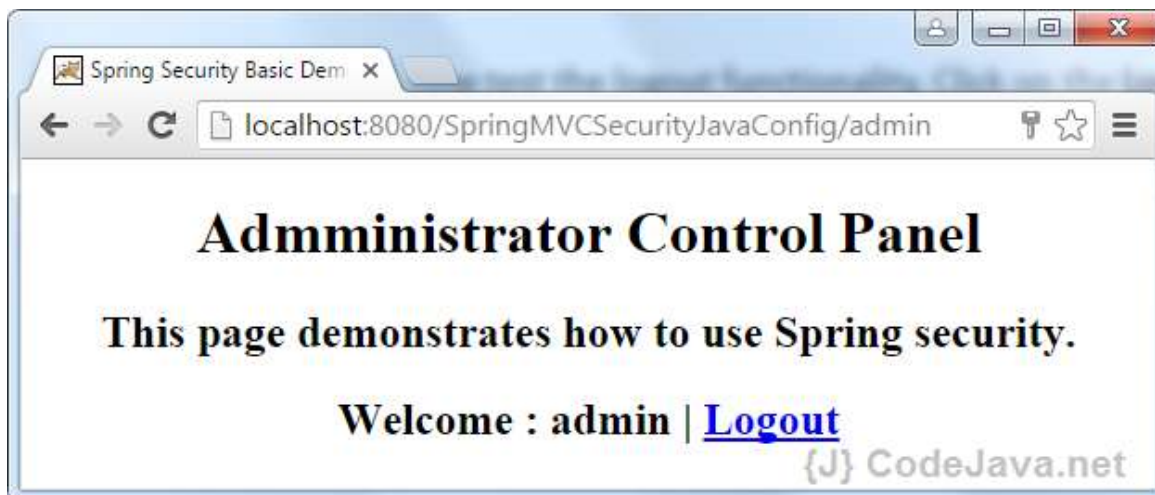 Spring Security Basic Dem
localhost:8080/SpringMVCSecurityJavaConfig/admin
Admministrator Control Panel
This page demonstrates how to use Spring security.
Welcome : admin | Logout
{J} CodeJava.net